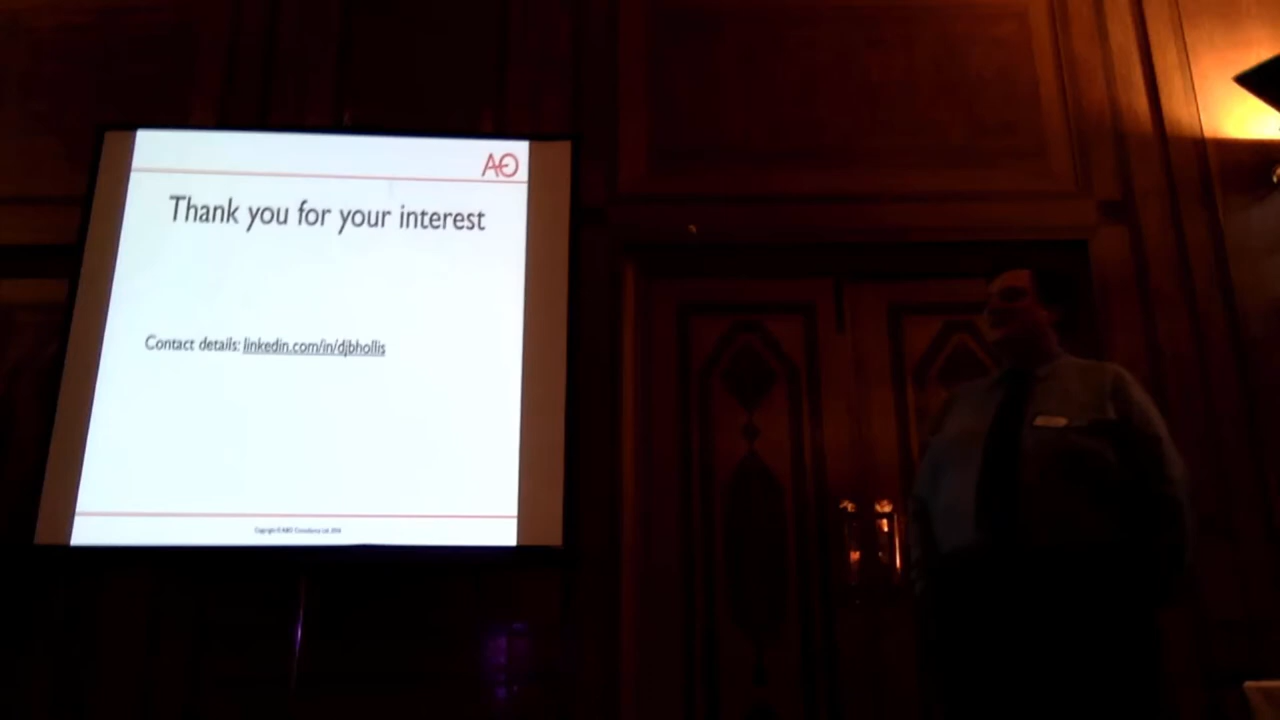 AO
Thank you for your interest
Contact details: linkedin.com/in/djbhollis